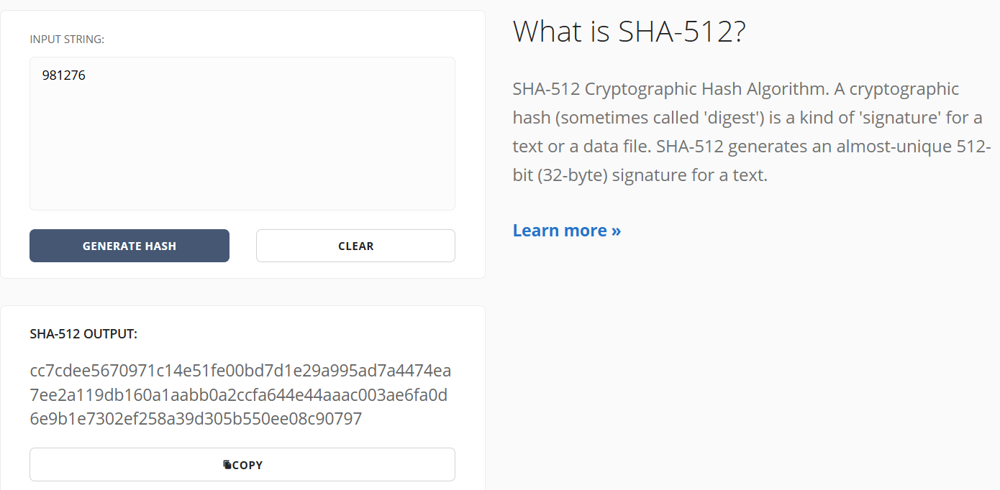 INPUT STRING:
981276
GENERATE HASH
CLEAR
SHA-512 OUTPUT:
cc7cdee5670971c14e51fe00bd7d1e29a995ad7a4474ea
7ee2a119db160a1aabb0a2ccfa644e44aaac003ae6fa0d
6e9b1e7302ef258a39d305b550ee08c90797
COPY
What is SHA-512?
SHA-512 Cryptographic Hash Algorithm. A cryptographic
hash (sometimes called 'digest') is a kind of 'signature' for a
text or a data file. SHA-512 generates an almost-unique 512-
bit (32-byte) signature for a text.
Learn more »